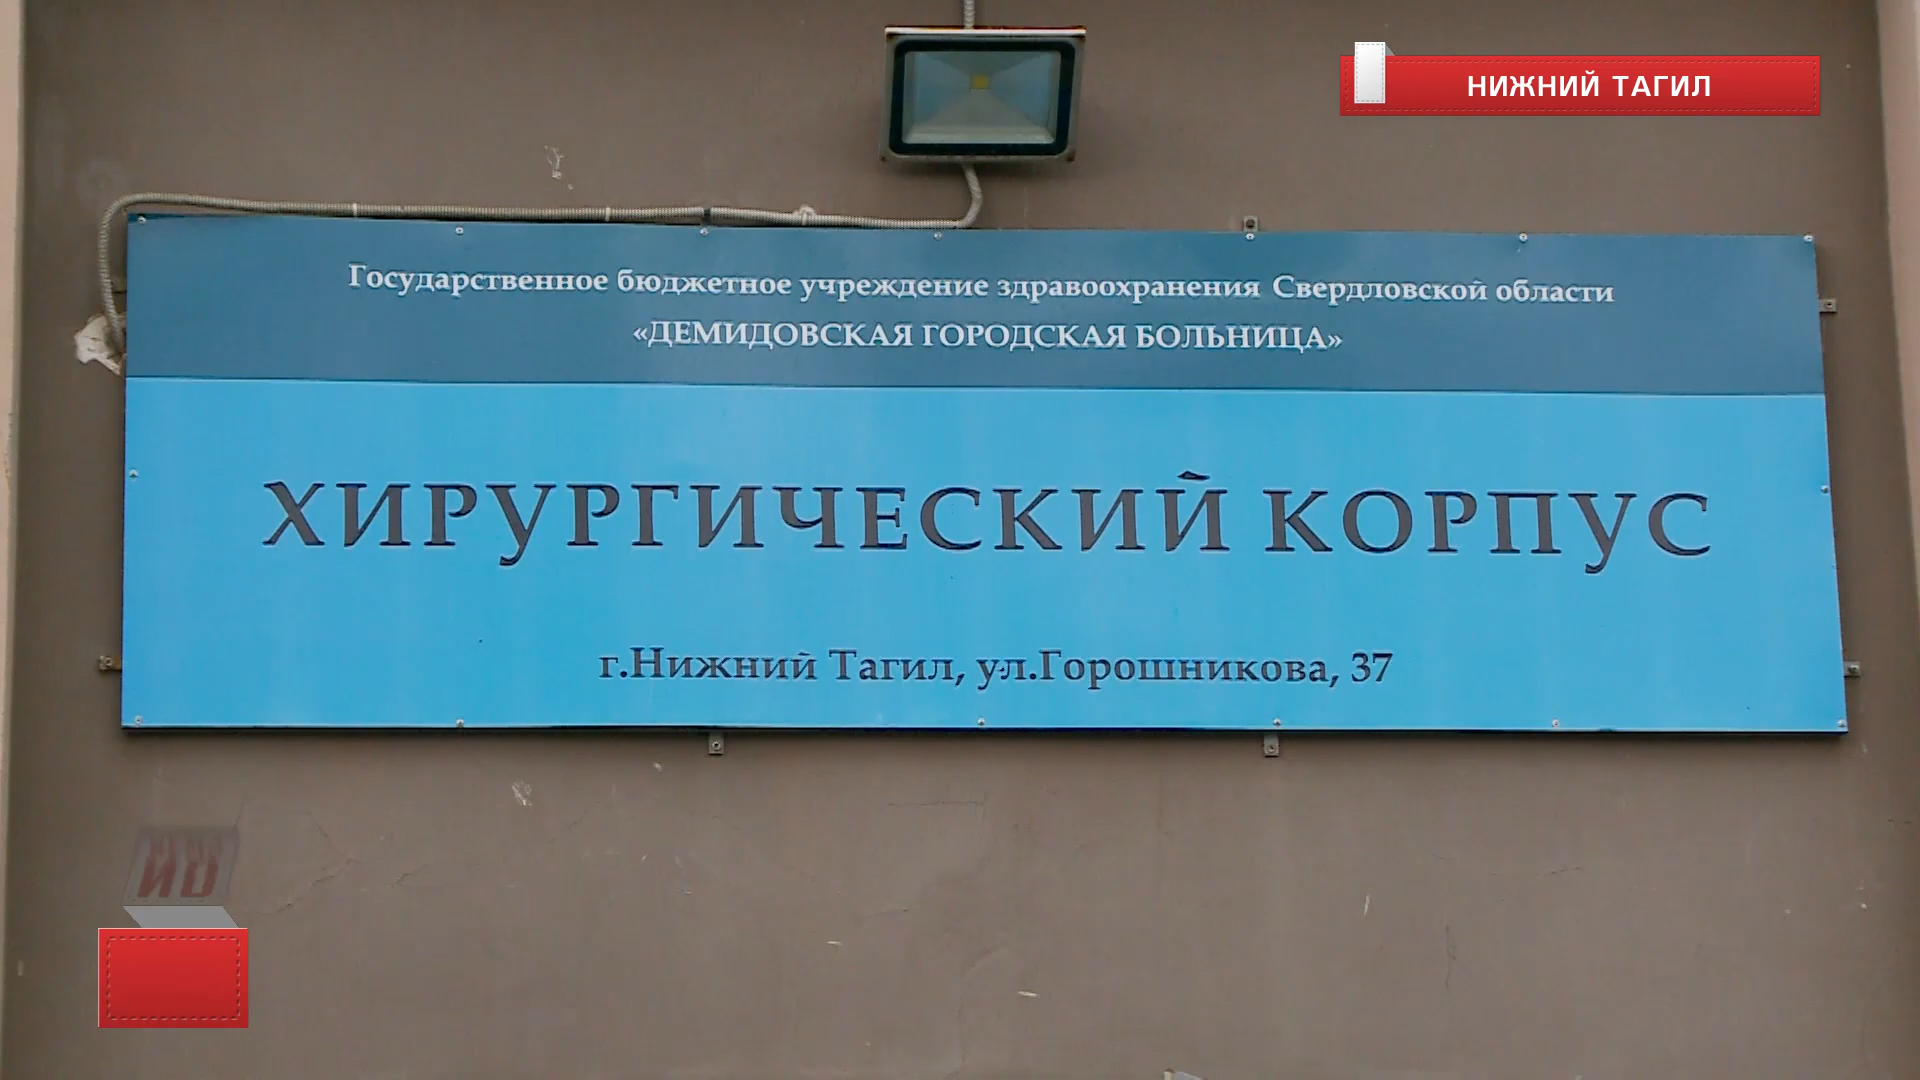 НИЖНИЙ ТАГИЛ
Государственное бюджетное учреждение здравоохранения Свердловской области
«ДЕМИДОВСКАЯ ГОРОДСКАЯ БОЛЬНИЦА»
ХИРУРГИЧЕСКИЙ КОРПУС
г.Нижний Тагил, ул.Горошникова, 37